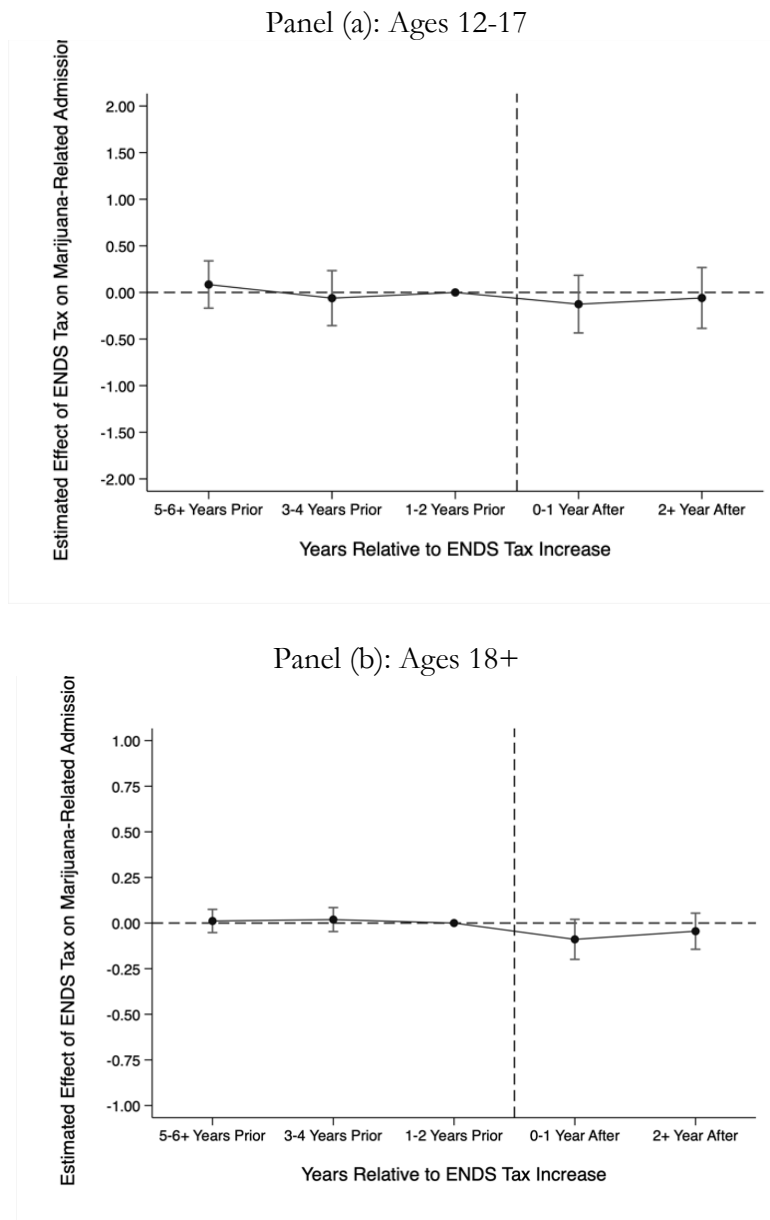 Panel (a): Ages 12-17
Estimated Effect of ENDS Tax on Marijuana-Related Admission
2.00
1.50
1.00
0.50
0.00
-0.50
-1.00
-1.50
-2.00
5-6+ Years Prior 3-4 Years Prior 1-2 Years Prior 0-1 Year After 2+ Year After
Years Relative to ENDS Tax Increase
Panel (b): Ages 18+
Estimated Effect of ENDS Tax on Marijuana-Related Admission
1.00
0.75
0.50
0.25
0.00
-0.25
-0.50
-0.75
-1.00
5-6+ Years Prior 3-4 Years Prior 1-2 Years Prior 0-1 Year After 2+ Year After
Years Relative to ENDS Tax Increase